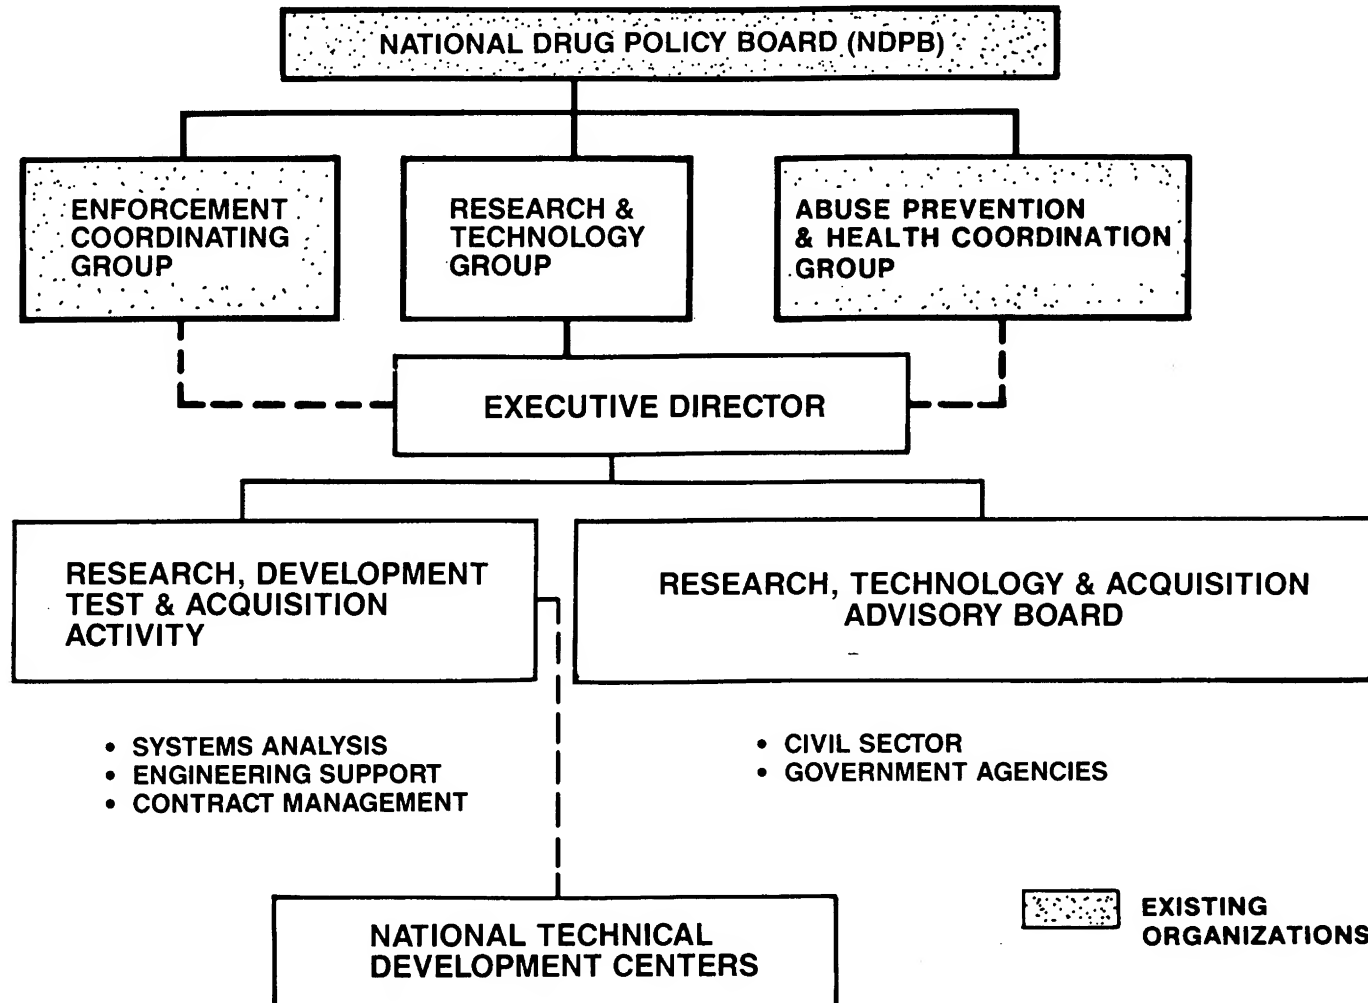 NATIONAL DRUG POLICY BOARD (NDPB)
ENFORCEMENT
COORDINATING
GROUP
RESEARCH &
TECHNOLOGY
GROUP
ABUSE PREVENTION
& HEALTH COORDINATION
GROUP
EXECUTIVE DIRECTOR
RESEARCH, DEVELOPMENT
TEST & ACQUISITION
ACTIVITY
RESEARCH, TECHNOLOGY & ACQUISITION
ADVISORY BOARD
• SYSTEMS ANALYSIS
• ENGINEERING SUPPORT
• CONTRACT MANAGEMENT
• CIVIL SECTOR
• GOVERNMENT AGENCIES
NATIONAL TECHNICAL
DEVELOPMENT CENTERS
EXISTING
ORGANIZATIONS